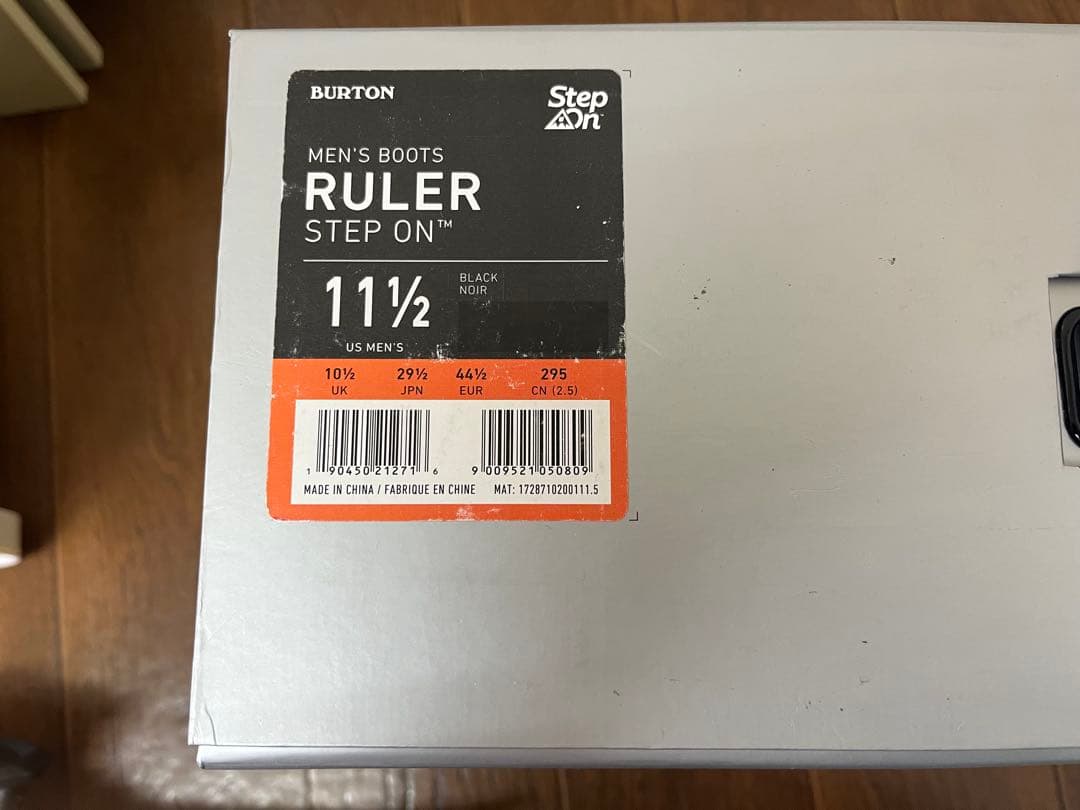 BURTON
Step On™
MEN'S BOOTS
RULER
STEP ON™
11½
BLACK
NOIR
US MEN'S
10½ 29½ 44½ 295
UK JPN EUR CN (2.5)
1 90450 21271 6 9 009521 050809
MADE IN CHINA / FABRIQUE EN CHINE MAT: 1728710200111.5